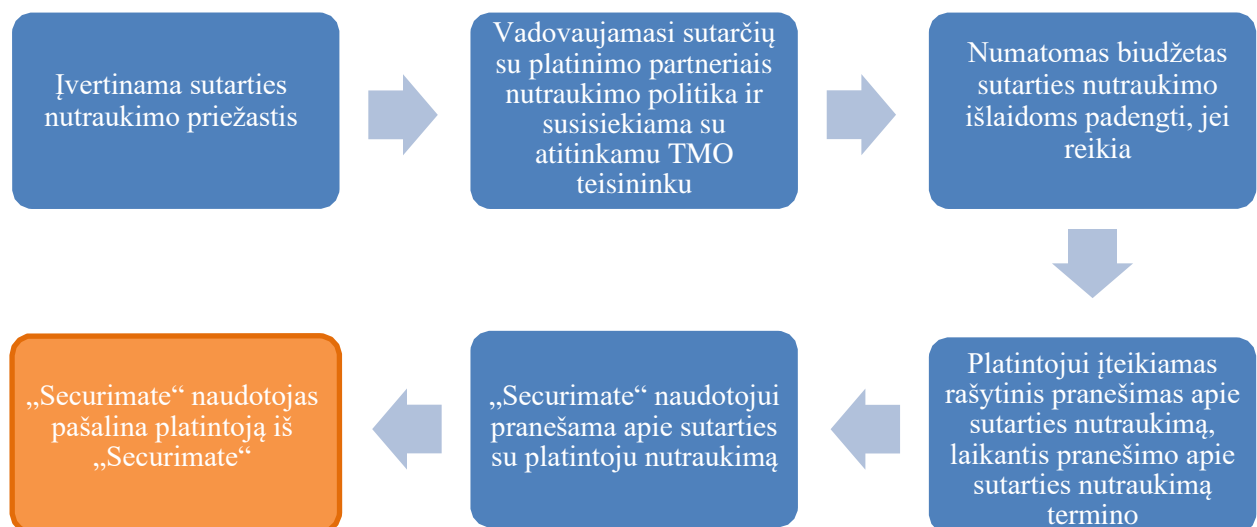 Įvertinama sutarties
nutraukimo priežastis
Vadovaujamasi sutarčių
su platinimo partneriais
nutraukimo politika ir
susisiekiama su
atitinkamu TMO
teisininku
Numatomas biudžetas
sutarties nutraukimo
išlaidoms padengti, jei
reikia
Platintojui įteikiamas
rašytinis pranešimas apie
sutarties nutraukimą,
laikantis pranešimo apie
sutarties nutraukimą
termino
„Securimate“ naudotojui
pranešama apie sutarties
su platintoju nutraukimą
„Securimate“ naudotojas
pašalina platintoją iš
„Securimate“